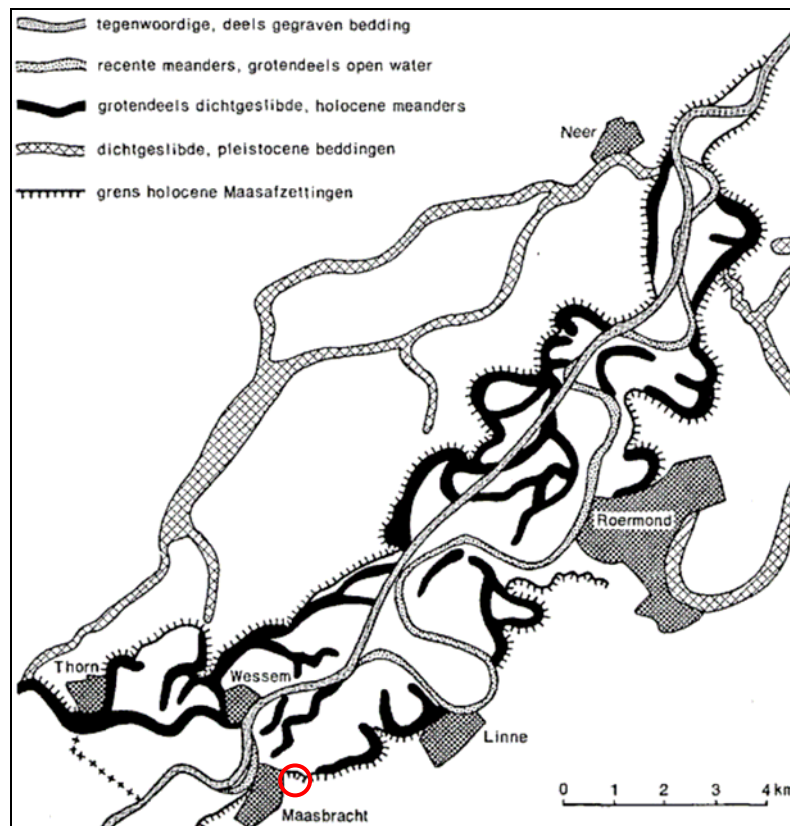 tegenwoordige, deels gegraven bedding
recente meanders, grotendeels open water
grotendeels dichtgeslibde, holocene meanders
dichtgeslibde, pleistocene beddingen
grens holocene Maasafzettingen
Neer
Roermond
Thorn
Wessem
Linne
Maasbracht
0 1 2 3 4 km